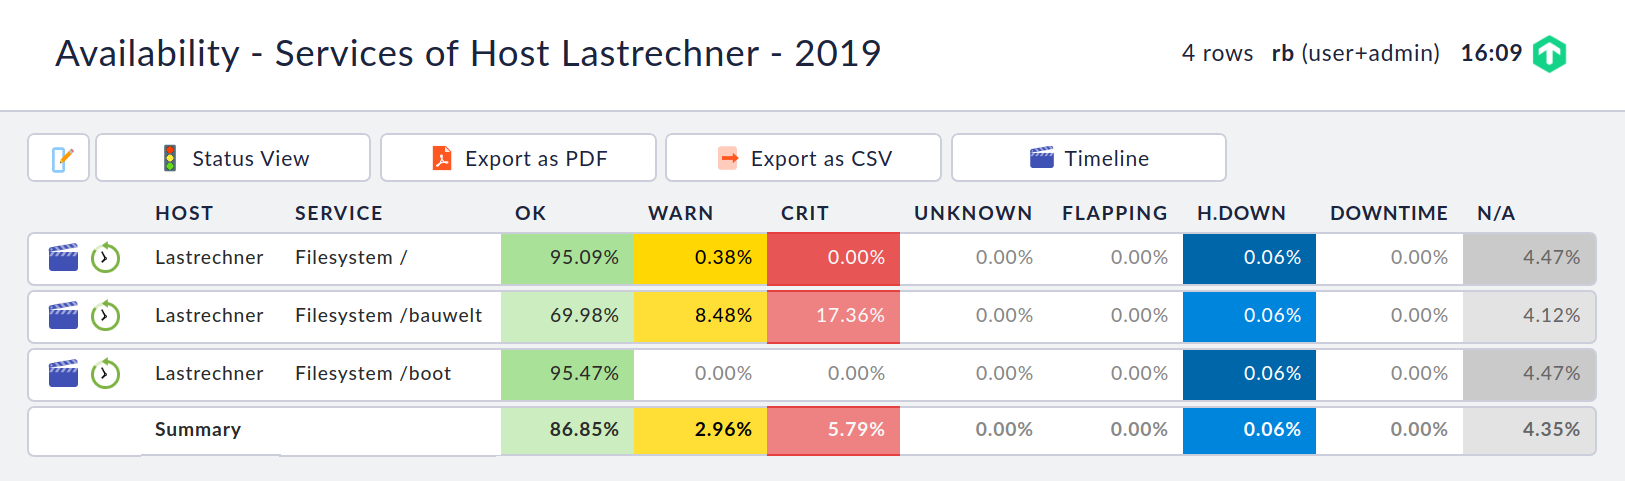 Availability - Services of Host Lastrechner - 2019
4 rows rb (user+admin) 16:09
Status View Export as PDF Export as CSV Timeline
HOST SERVICE OK WARN CRIT UNKNOWN FLAPPING H.DOWN DOWNTIME N/A
Lastrechner Filesystem / 95.09% 0.38% 0.00% 0.00% 0.00% 0.06% 0.00% 4.47%
Lastrechner Filesystem /bauwelt 69.98% 8.48% 17.36% 0.00% 0.00% 0.06% 0.00% 4.12%
Lastrechner Filesystem /boot 95.47% 0.00% 0.00% 0.00% 0.00% 0.06% 0.00% 4.47%
Summary 86.85% 2.96% 5.79% 0.00% 0.00% 0.06% 0.00% 4.35%